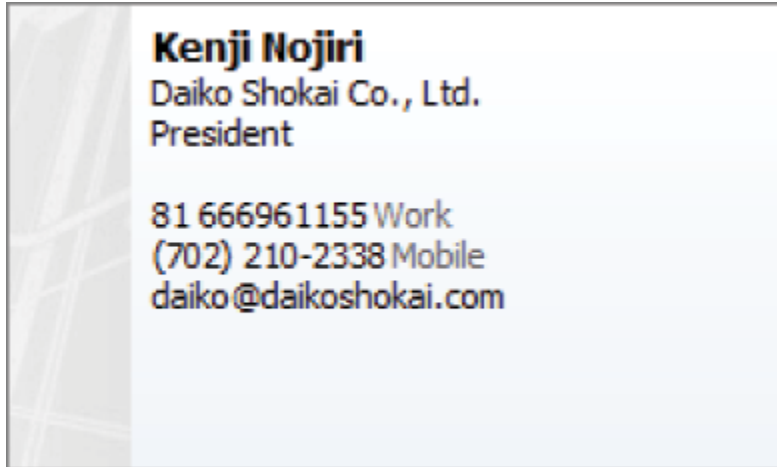 Kenji Nojiri
Daiko Shokai Co., Ltd.
President
81 666961155 Work
(702) 210-2338 Mobile
daiko@daikoshokai.com